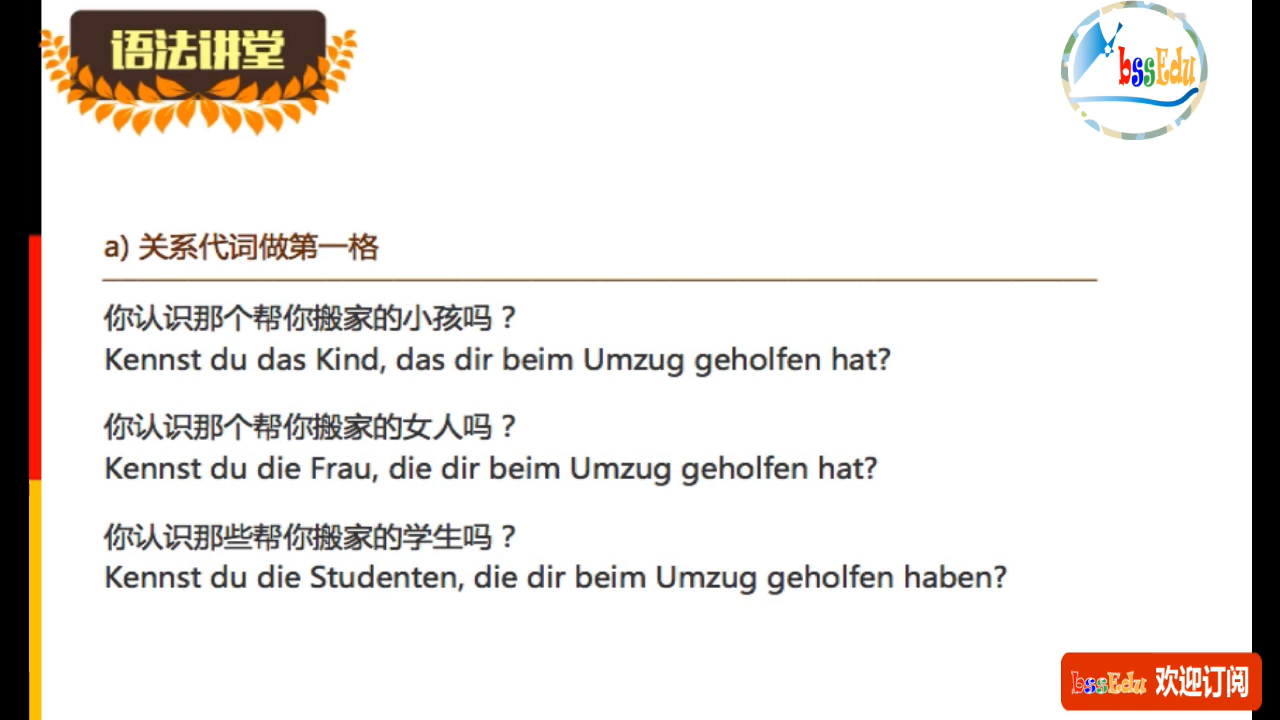 语法讲堂
bssEdu
a) 关系代词做第一格
你认识那个帮你搬家的小孩吗？
Kennst du das Kind, das dir beim Umzug geholfen hat?
你认识那个帮你搬家的女人吗？
Kennst du die Frau, die dir beim Umzug geholfen hat?
你认识那些帮你搬家的学生吗？
Kennst du die Studenten, die dir beim Umzug geholfen haben?
bssEdu 欢迎订阅